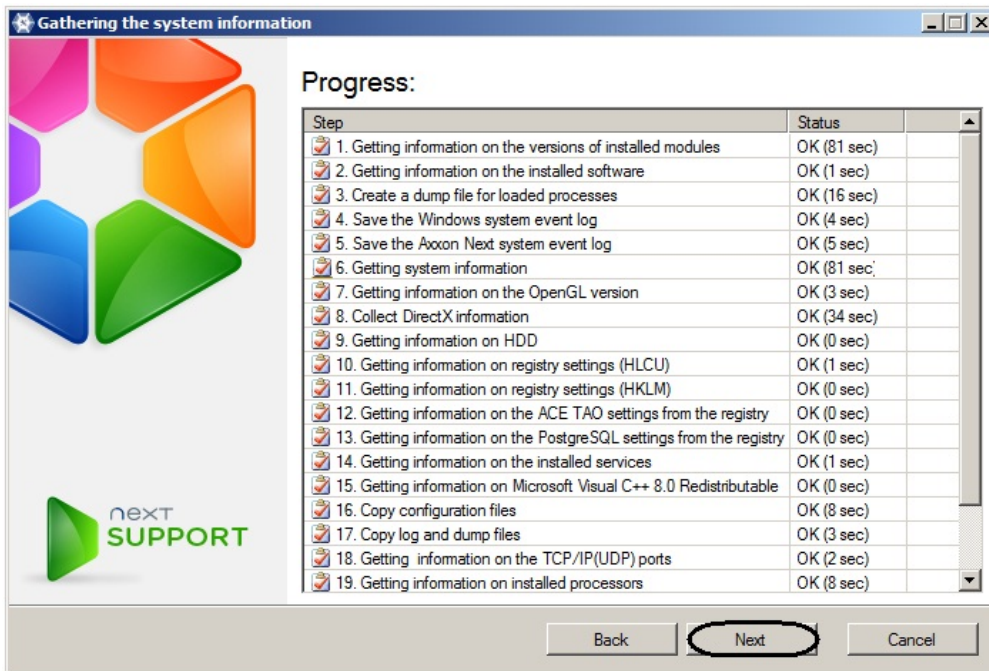 Gathering the system information
Progress:
Step Status
1. Getting information on the versions of installed modules OK (81 sec)
2. Getting information on the installed software OK (1 sec)
3. Create a dump file for loaded processes OK (16 sec)
4. Save the Windows system event log OK (4 sec)
5. Save the Axxon Next system event log OK (5 sec)
6. Getting system information OK (81 sec)
7. Getting information on the OpenGL version OK (3 sec)
8. Collect DirectX information OK (34 sec)
9. Getting information on HDD OK (0 sec)
10. Getting information on registry settings (HLCU) OK (1 sec)
11. Getting information on registry settings (HKLM) OK (0 sec)
12. Getting information on the ACE TAO settings from the registry OK (0 sec)
13. Getting information on the PostgreSQL settings from the registry OK (0 sec)
14. Getting information on the installed services OK (1 sec)
15. Getting information on Microsoft Visual C++ 8.0 Redistributable OK (0 sec)
16. Copy configuration files OK (8 sec)
17. Copy log and dump files OK (3 sec)
18. Getting information on the TCP/IP(UDP) ports OK (2 sec)
19. Getting information on installed processors OK (8 sec)
next
SUPPORT
Back Next Cancel